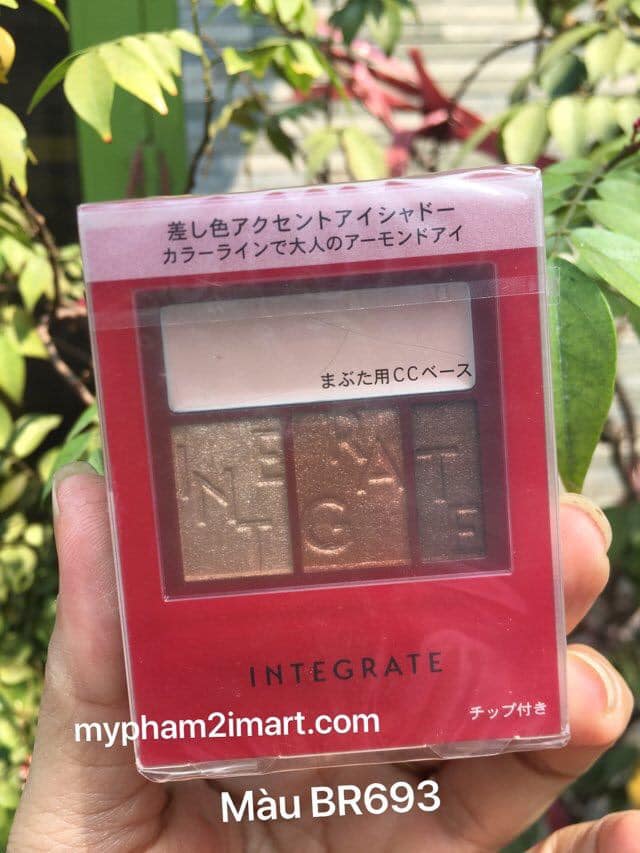 差し色アクセントアイシャドー
カラーラインで大人のアーモンドアイ
まぶた用CCベース
INTEGRATE
INTEGRATE
mypham2imart.com
チップ付き
Màu BR693